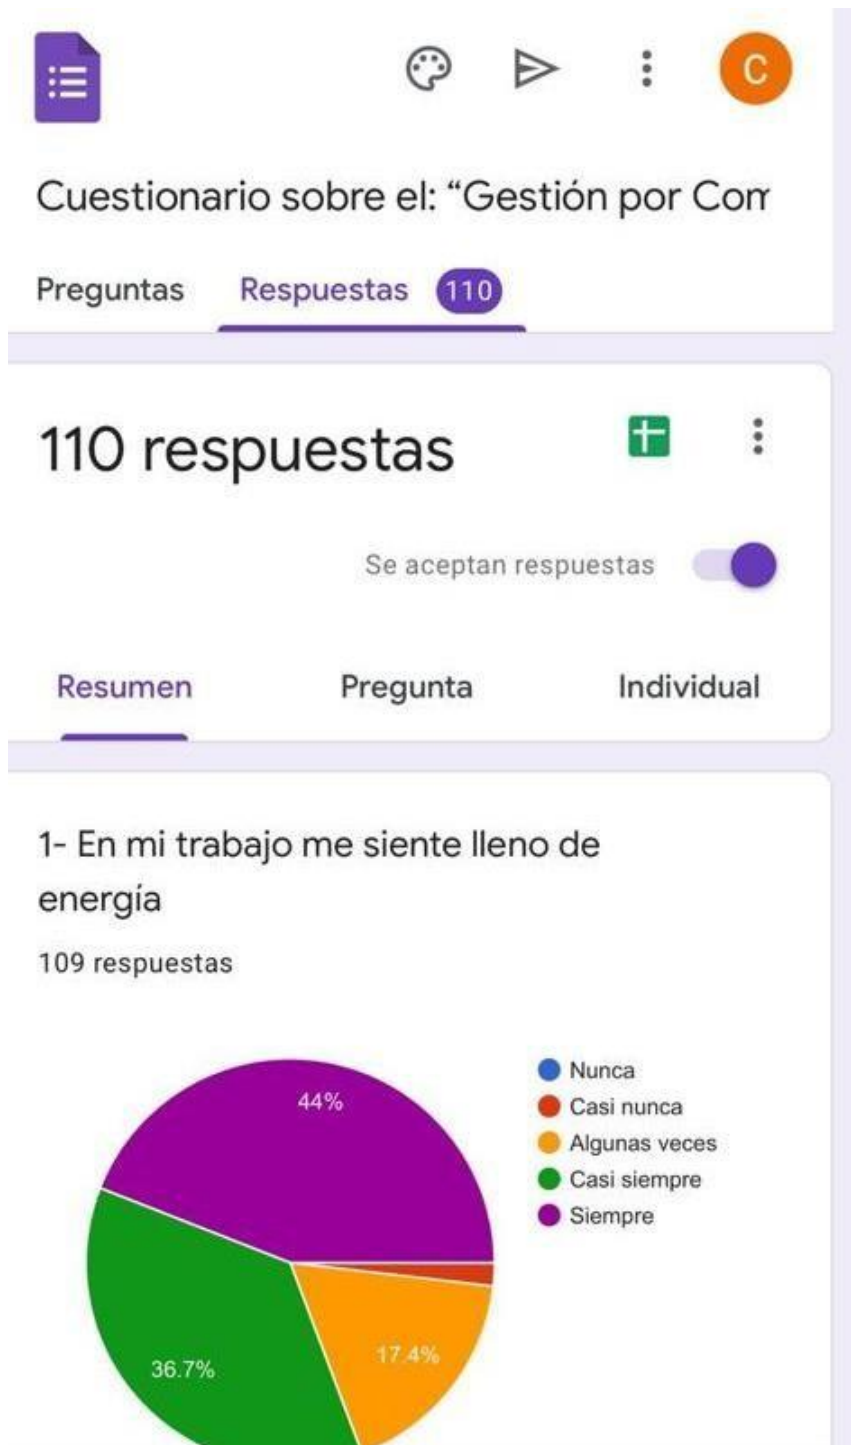 C
Cuestionario sobre el: “Gestión por Com
Preguntas Respuestas 110
110 respuestas
Se aceptan respuestas
Resumen Pregunta Individual
1- En mi trabajo me siente lleno de
energía
109 respuestas
44%
Nunca
Casi nunca
Algunas veces
Casi siempre
Siempre
17.4%
36.7%